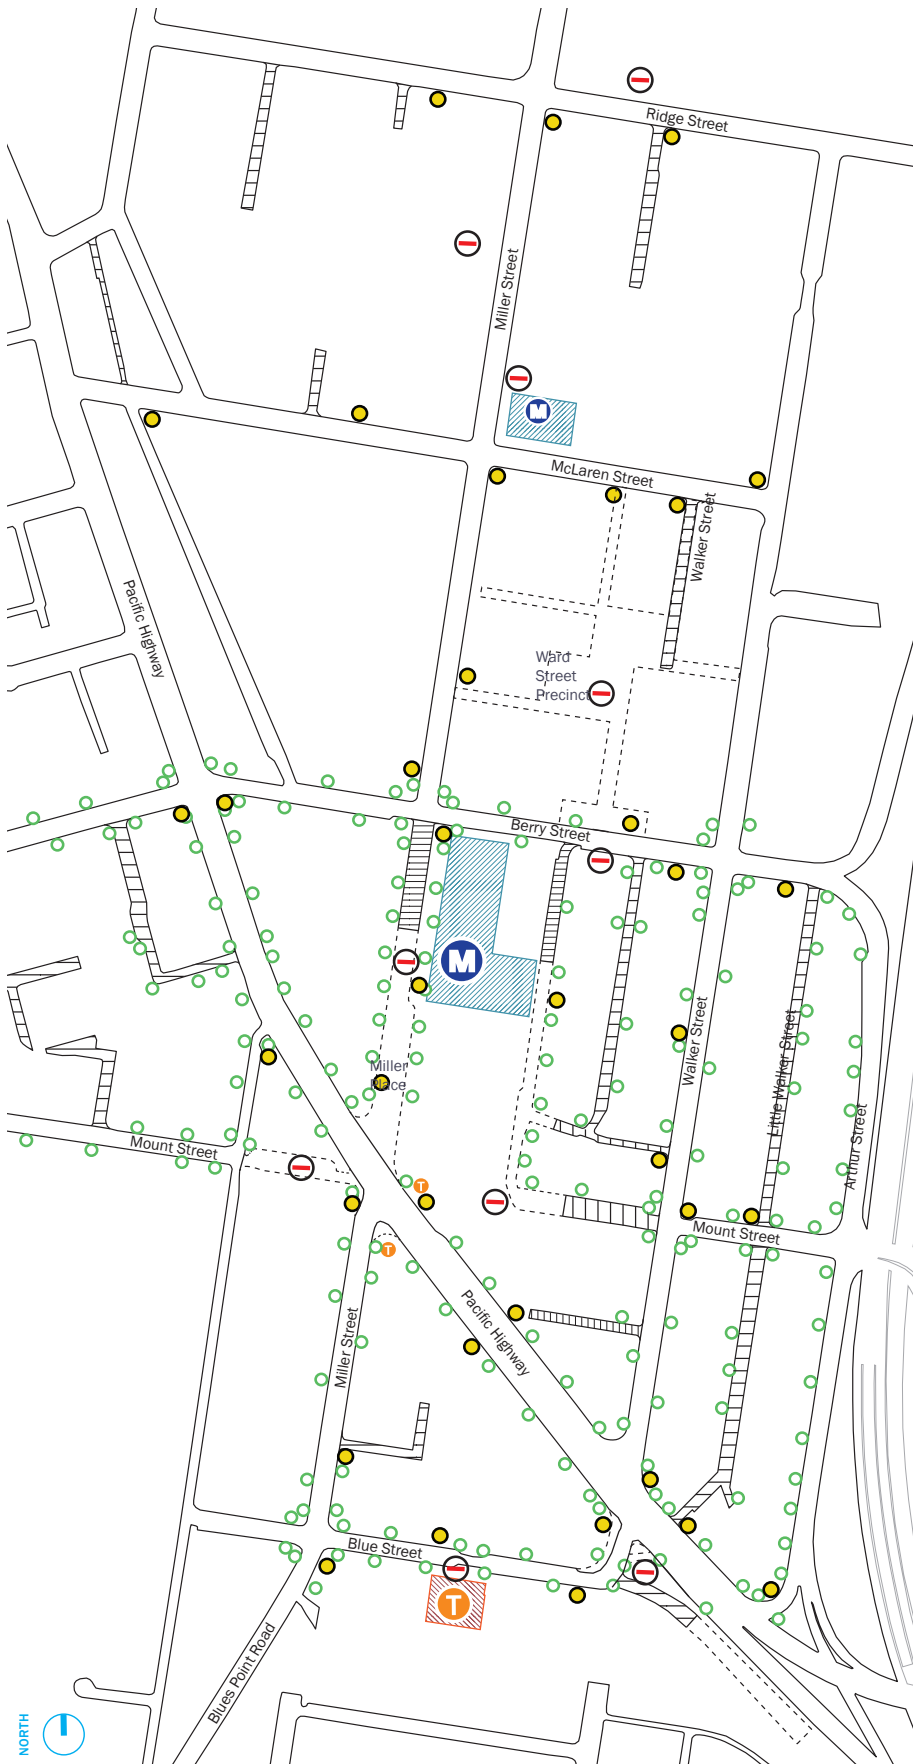 Ridge Street
Miller Street
M
McLaren Street
Walker Street
Pacific Highway
Ward
Street
Precinct
Berry Street
M
Walker Street
Little Walker Street
Miller
Place
Arthur Street
Mount Street
T
Mount Street
T
Pacific Highway
Miller Street
Blue Street
T
Blues Point Road
NORTH